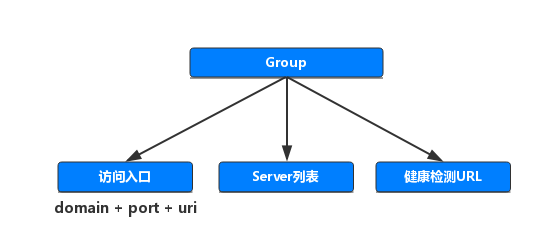 Group
访问入口
Server列表
健康检测URL
domain + port + uri